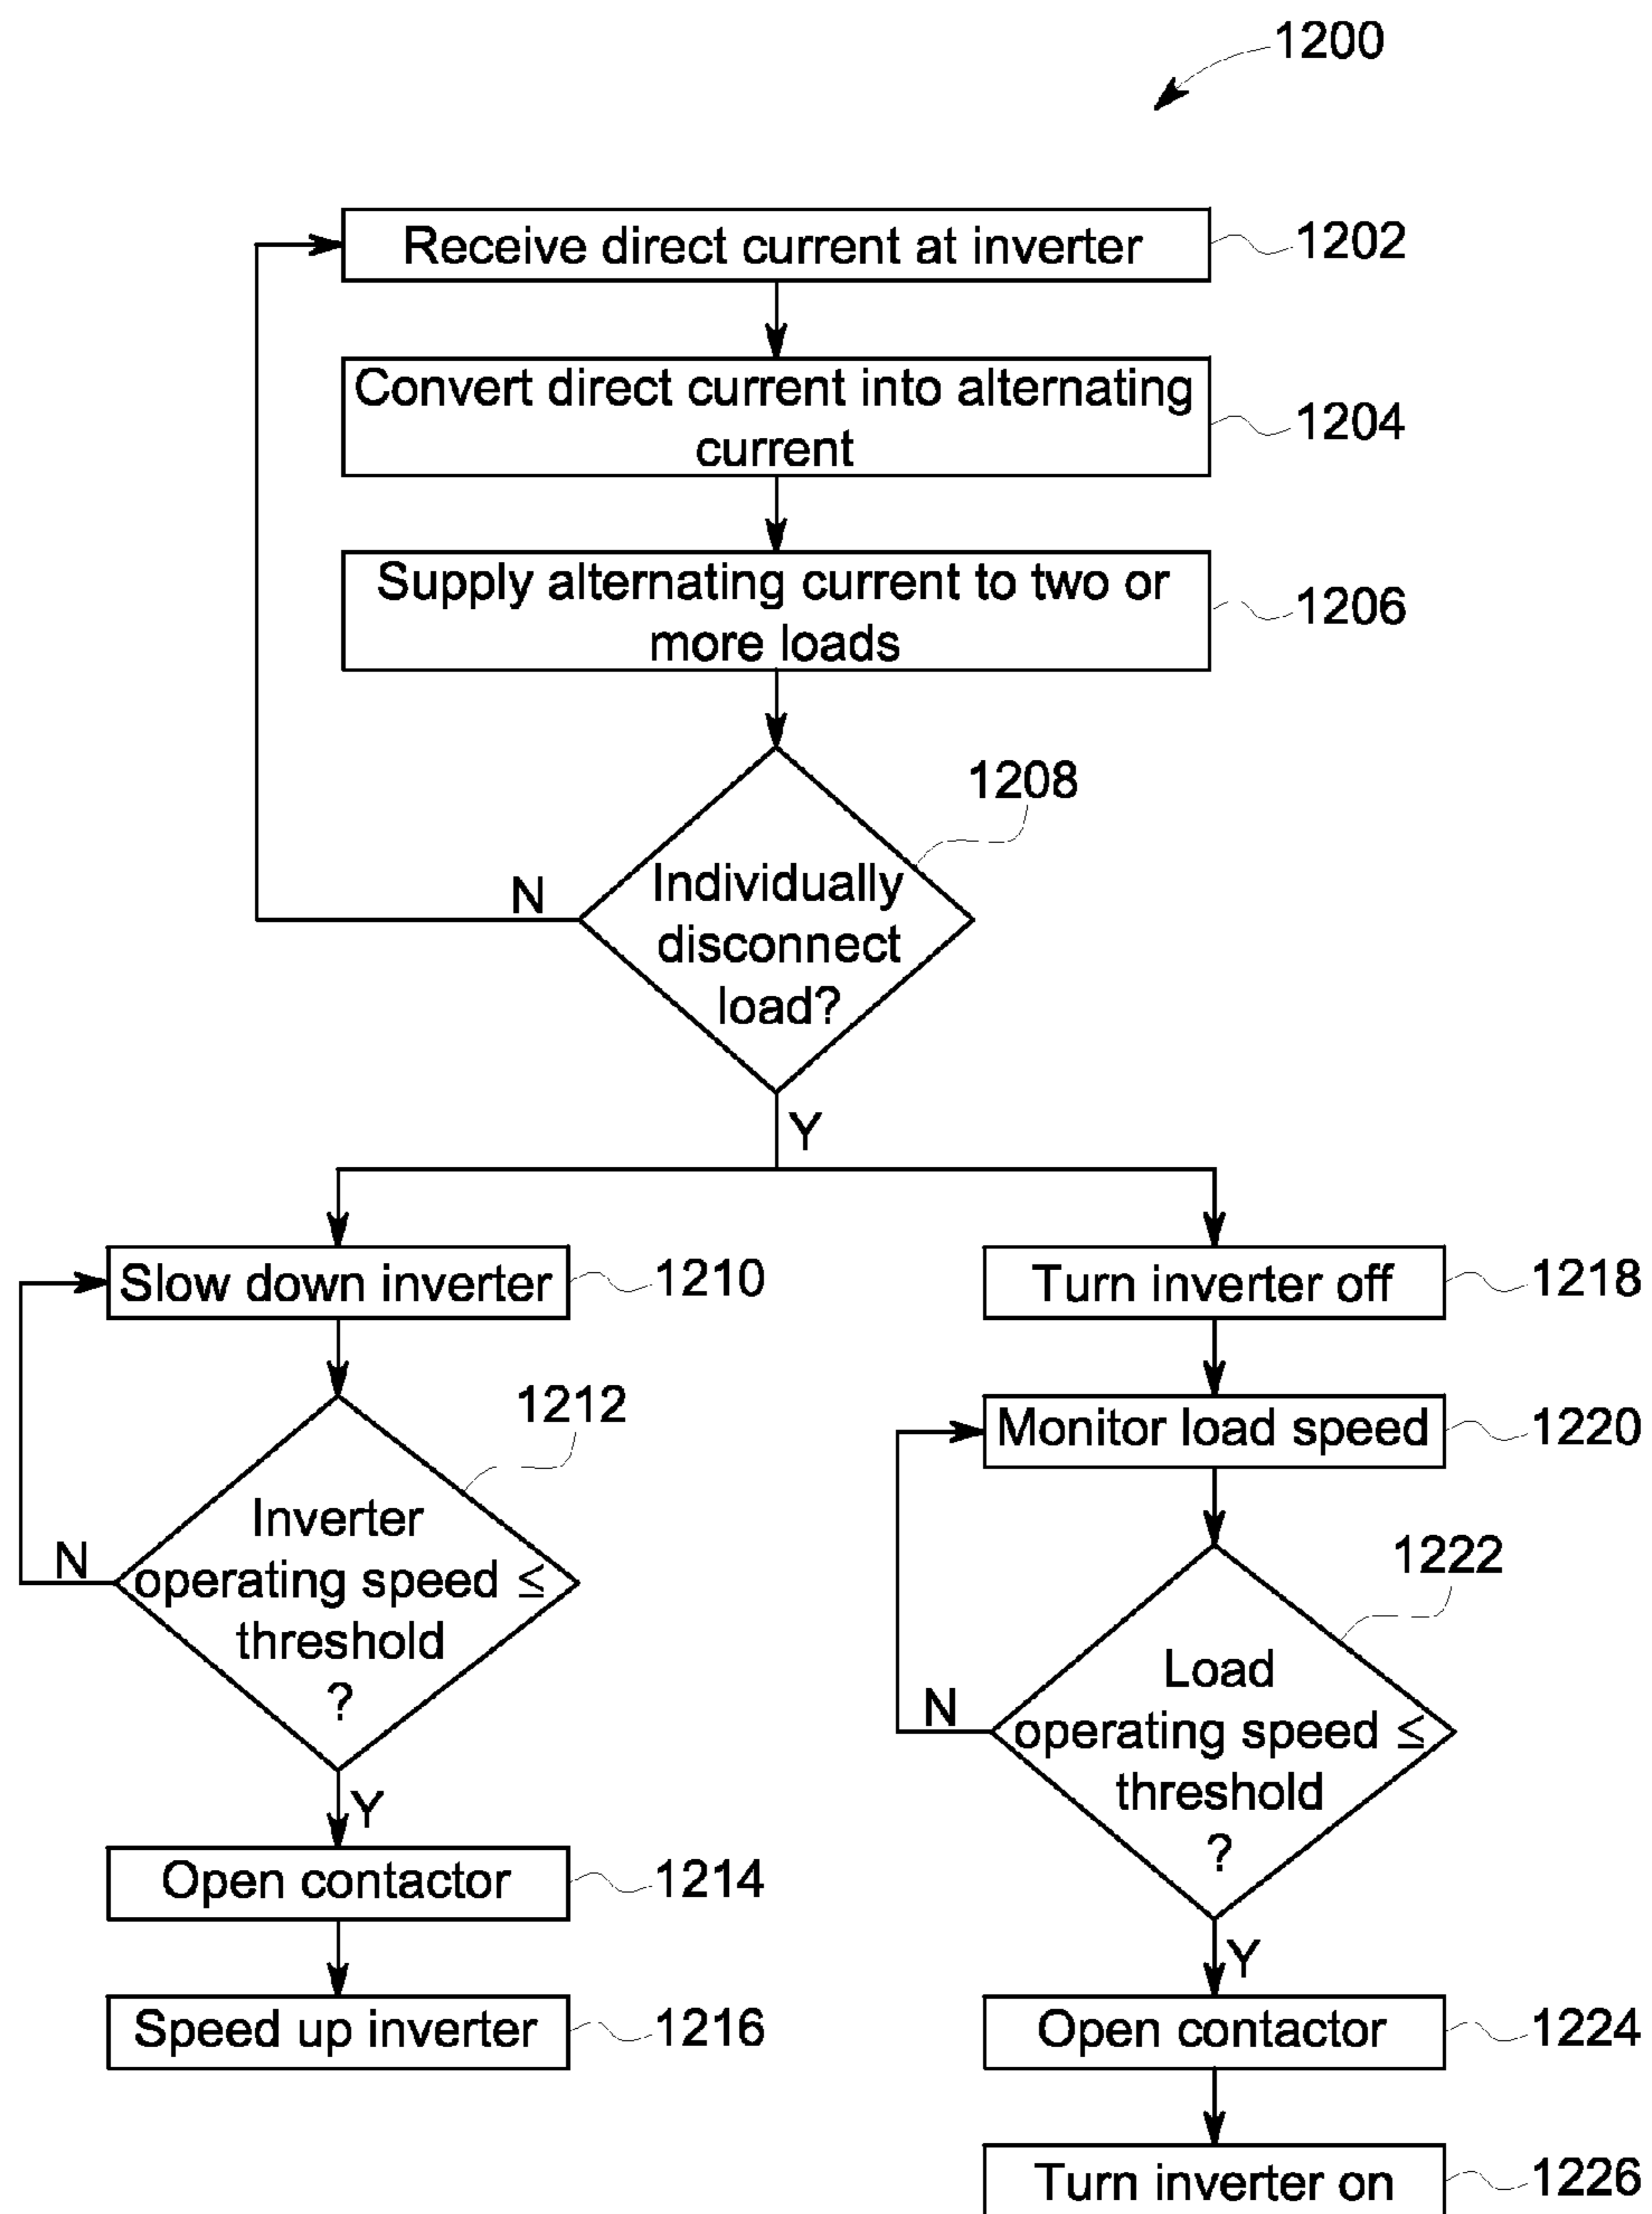 1200
Receive direct current at inverter
1202
Convert direct current into alternating
current
1204
Supply alternating current to two or
more loads
1206
1208
Individually
disconnect
load?
N
Y
Slow down inverter
1210
1212
Inverter
operating speed ≤
threshold
?
N
Y
Open contactor
1214
Speed up inverter
1216
Turn inverter off
1218
Monitor load speed
1220
1222
Load
operating speed ≤
threshold
?
N
Y
Open contactor
1224
Turn inverter on
1226